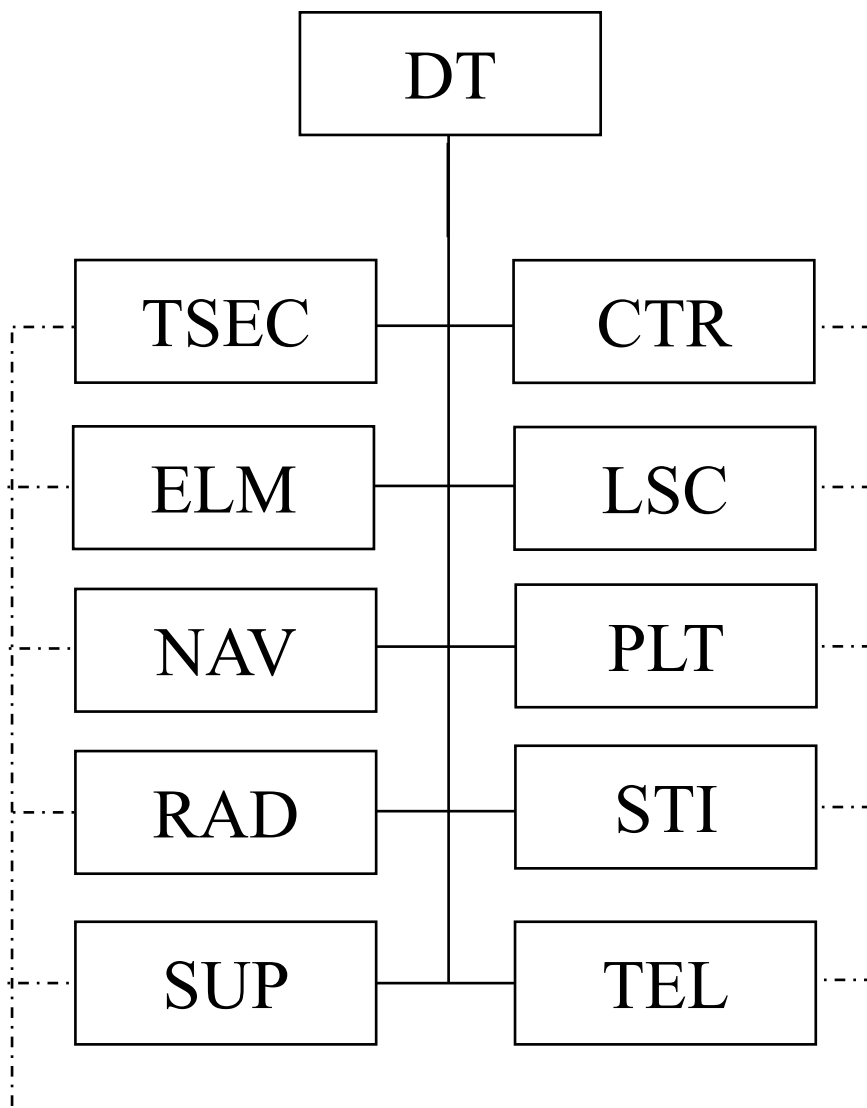 DT
TSEC
CTR
ELM
LSC
NAV
PLT
RAD
STI
SUP
TEL